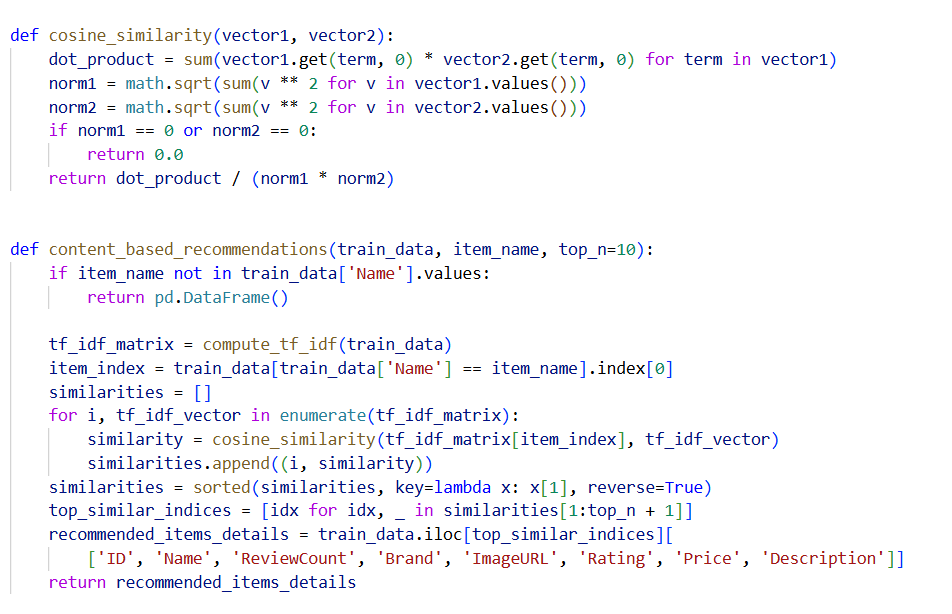 def cosine_similarity(vector1, vector2):
    dot_product = sum(vector1.get(term, 0) * vector2.get(term, 0) for term in vector1)
    norm1 = math.sqrt(sum(v ** 2 for v in vector1.values()))
    norm2 = math.sqrt(sum(v ** 2 for v in vector2.values()))
    if norm1 == 0 or norm2 == 0:
        return 0.0
    return dot_product / (norm1 * norm2)
def content_based_recommendations(train_data, item_name, top_n=10):
    if item_name not in train_data['Name'].values:
        return pd.DataFrame()
    tf_idf_matrix = compute_tf_idf(train_data)
    item_index = train_data[train_data['Name'] == item_name].index[0]
    similarities = []
    for i, tf_idf_vector in enumerate(tf_idf_matrix):
        similarity = cosine_similarity(tf_idf_matrix[item_index], tf_idf_vector)
        similarities.append((i, similarity))
    similarities = sorted(similarities, key=lambda x: x[1], reverse=True)
    top_similar_indices = [idx for idx, _ in similarities[1:top_n + 1]]
    recommended_items_details = train_data.iloc[top_similar_indices][
        ['ID', 'Name', 'ReviewCount', 'Brand', 'ImageURL', 'Rating', 'Price', 'Description']]
    return recommended_items_details